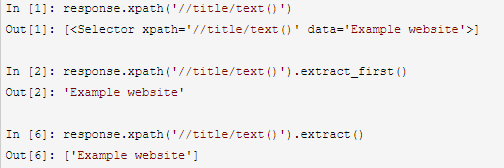 In [1]: response.xpath('//title/text()')
Out[1]: [<Selector xpath='//title/text()' data='Example website'>]
In [2]: response.xpath('//title/text()').extract_first()
Out[2]: 'Example website'
In [6]: response.xpath('//title/text()').extract()
Out[6]: ['Example website']